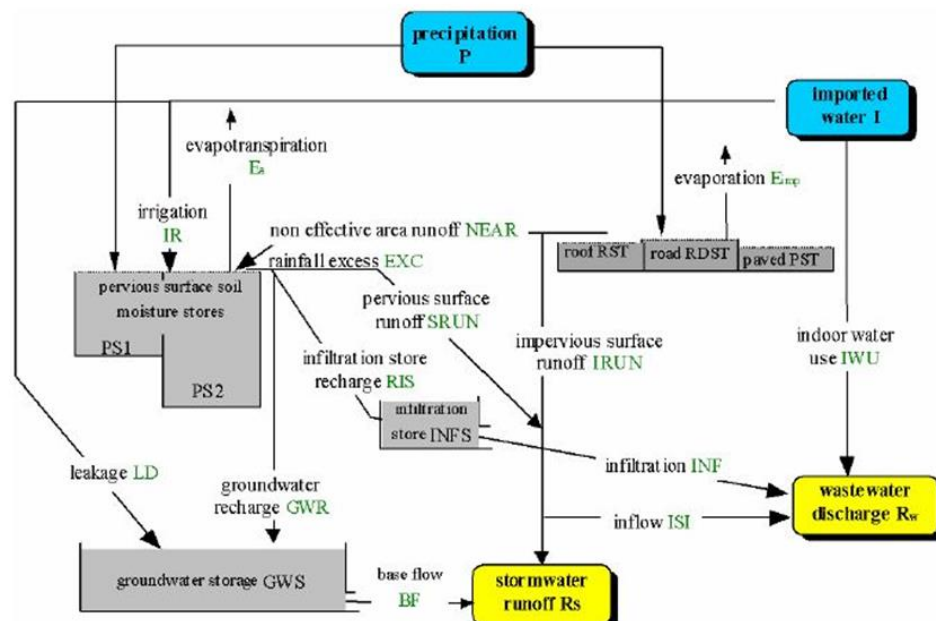 precipitation
P
imported
water I
evapotranspiration
Ea
evaporation Eimp
irrigation
IR
non effective area runoff NEAR
rainfall excess EXC
roof RST
road RDST
paved PST
pervious surface soil
moisture stores
PS1
PS2
pervious surface
runoff SRUN
impervious surface
runoff IRUN
indoor water
use IWU
infiltration store
recharge RIS
infiltration
store INFS
leakage LD
groundwater
recharge GWR
infiltration INF
wastewater
discharge Rw
inflow ISI
groundwater storage GWS
base flow
BF
stormwater
runoff Rs